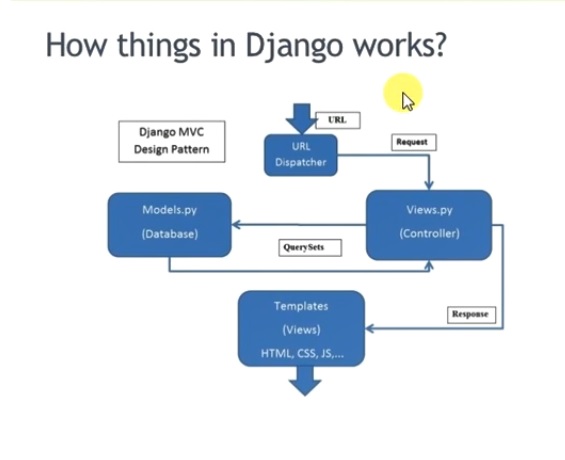 How things in Django works?
URL
Django MVC
Design Pattern
URL
Dispatcher
Request
Models.py
(Database)
Views.py
(Controller)
QuerySets
Templates
(Views)
HTML, CSS, JS,...
Response